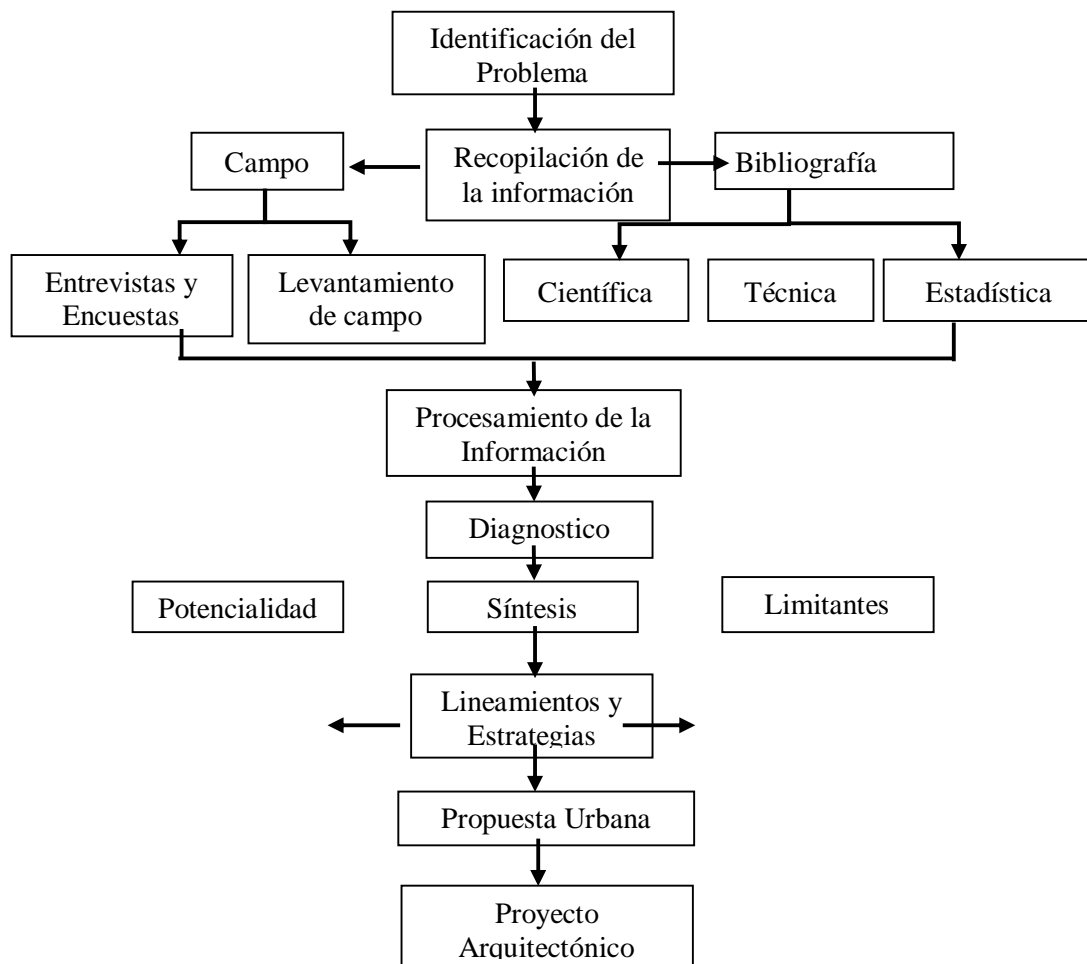 Identificación del
Problema
Campo
Recopilación de
la información
Bibliografía
Entrevistas y
Encuestas
Levantamiento
de campo
Científica
Técnica
Estadística
Procesamiento de la
Información
Diagnostico
Potencialidad
Síntesis
Limitantes
Lineamientos y
Estrategias
Propuesta Urbana
Proyecto
Arquitectónico